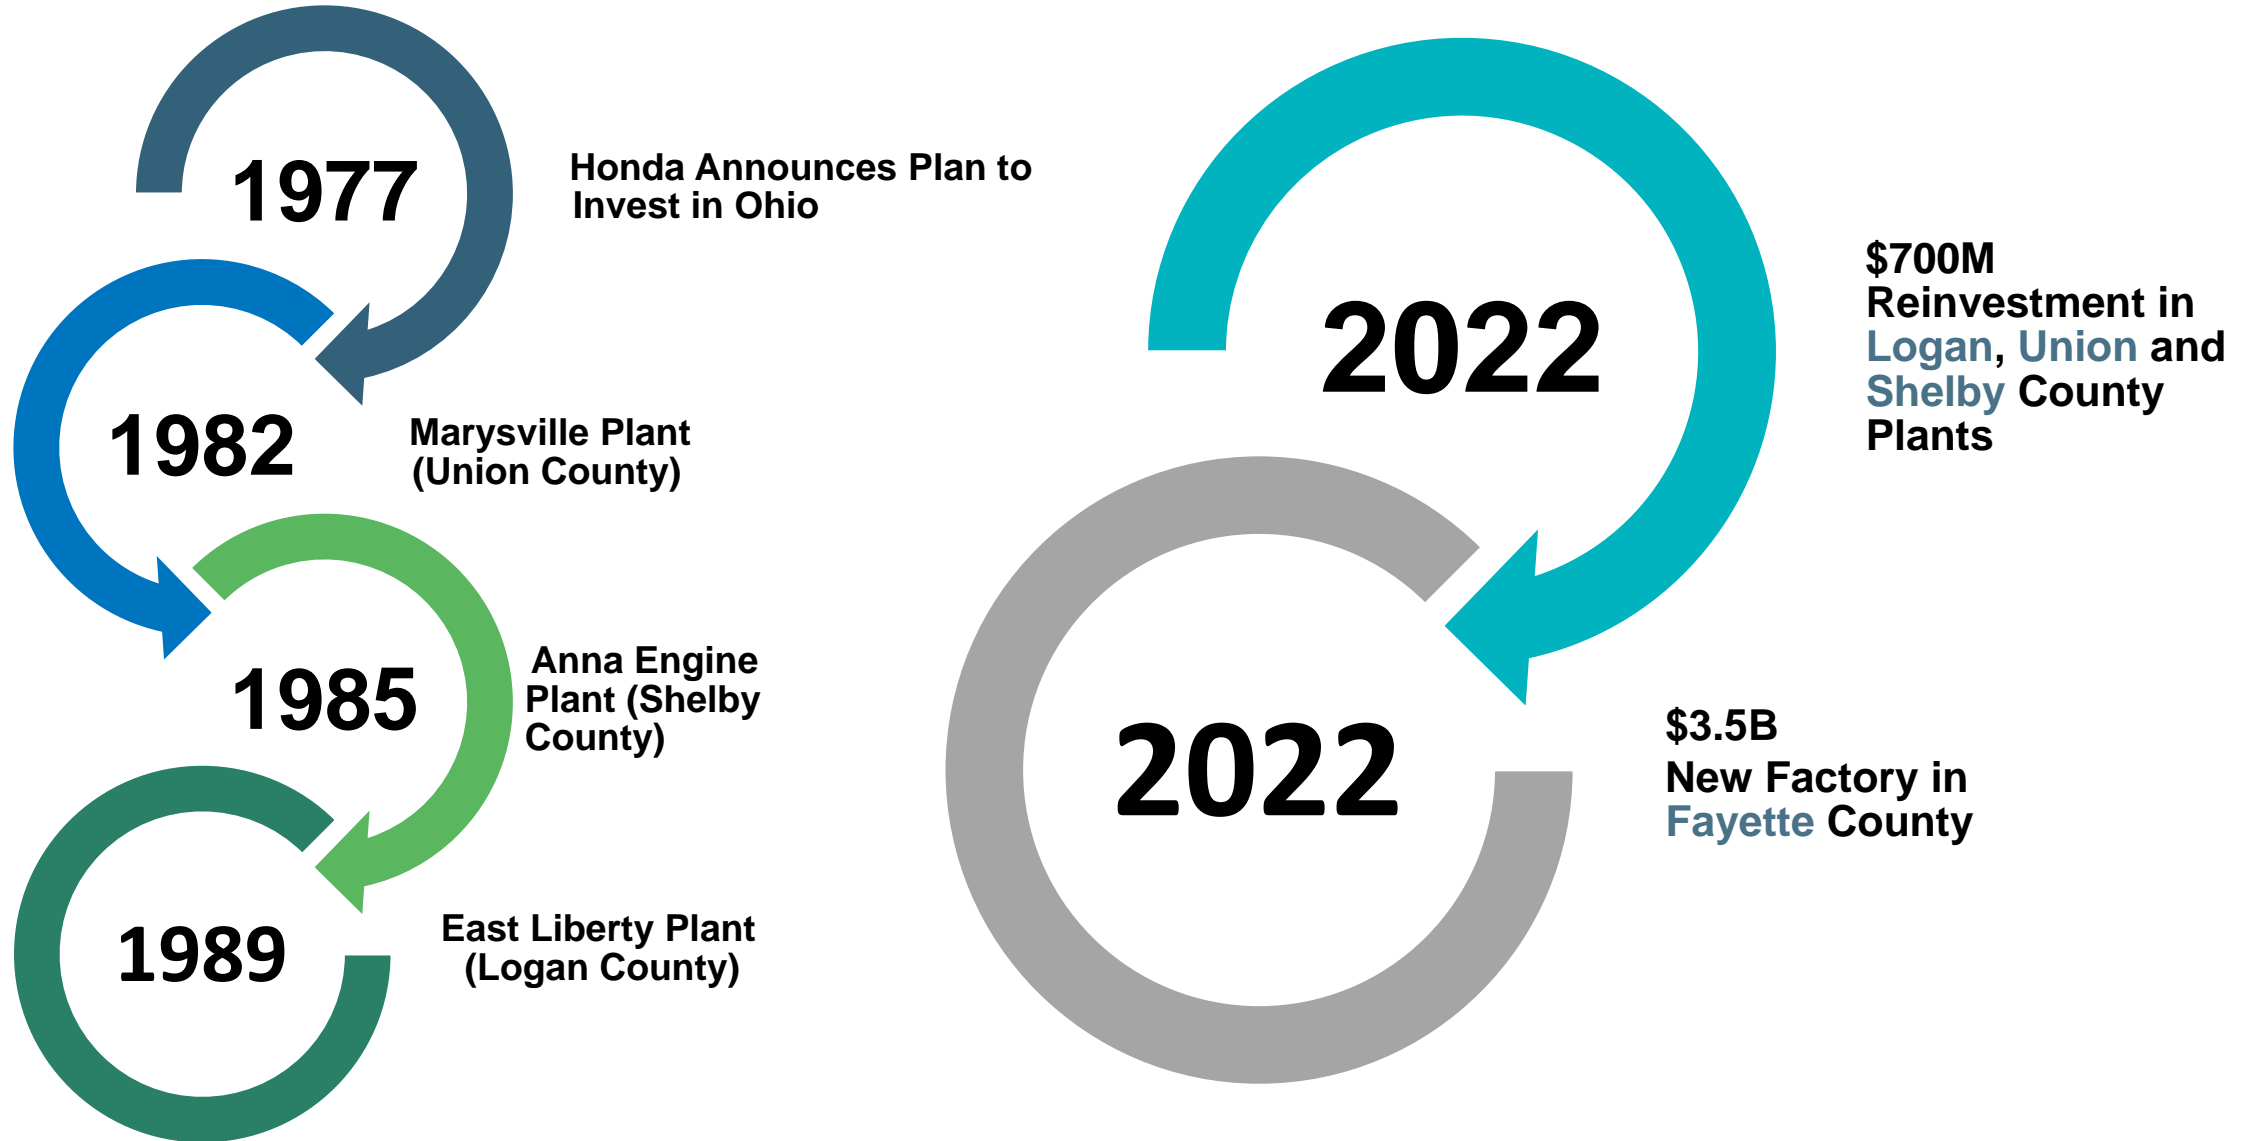 1977
Honda Announces Plan to
Invest in Ohio
1982
Marysville Plant
(Union County)
1985
Anna Engine
Plant (Shelby
County)
1989
East Liberty Plant
(Logan County)
2022
$700M
Reinvestment in
Logan, Union and
Shelby County
Plants
2022
$3.5B
New Factory in
Fayette County